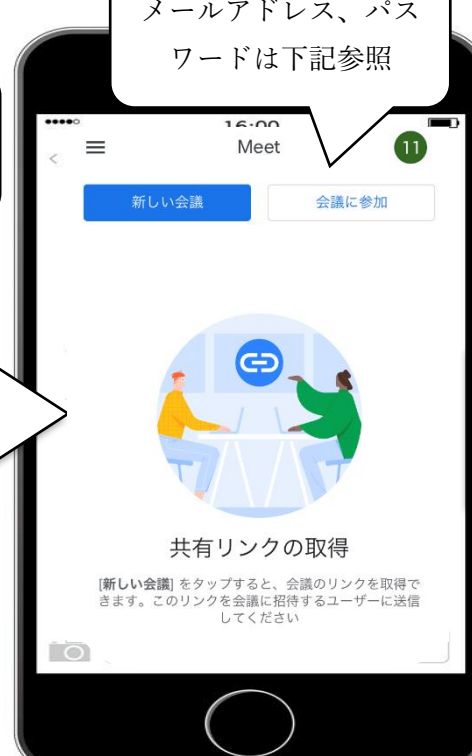 メールアドレス、パス
ワードは下記参照
16:00
Meet
11
新しい会議
会議に参加
共有リンクの取得
[新しい会議] をタップすると、会議のリンクを取得で
きます。このリンクを会議に招待するユーザーに送信
してください